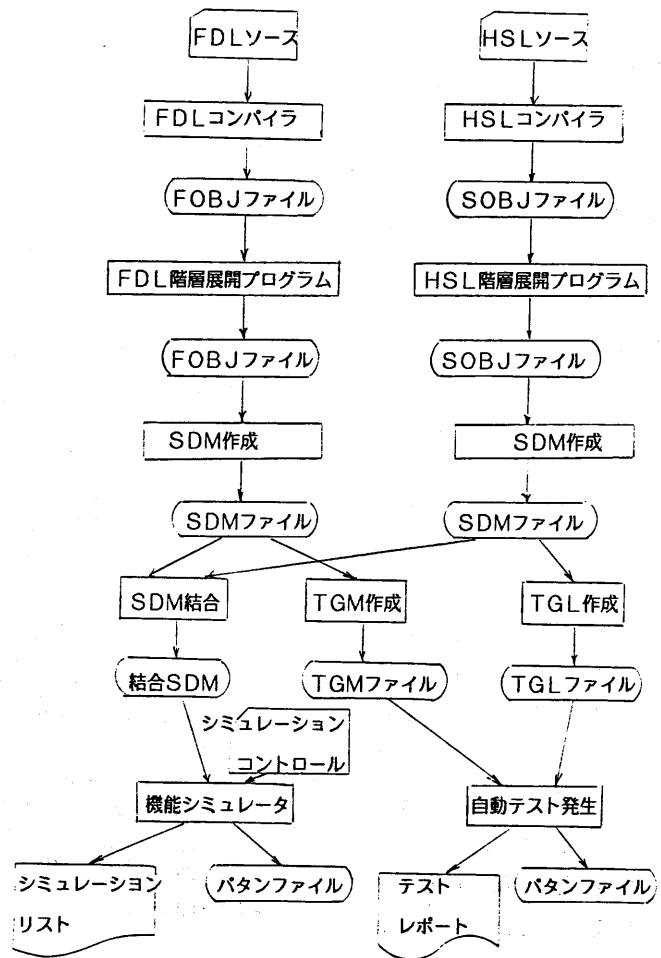 FDLソース
HSLソース
FDLコンパイラ
HSLコンパイラ
FOBJファイル
SOBJファイル
FDL階層展開プログラム
HSL階層展開プログラム
FOBJファイル
SOBJファイル
SDM作成
SDM作成
SDMファイル
SDMファイル
SDM結合
TGM作成
TGL作成
結合SDM
TGMファイル
TGLファイル
シミュレーション
コントロール
機能シミュレータ
自動テスト発生
シミュレーション
リスト
パタンファイル
テスト
レポート
パタンファイル